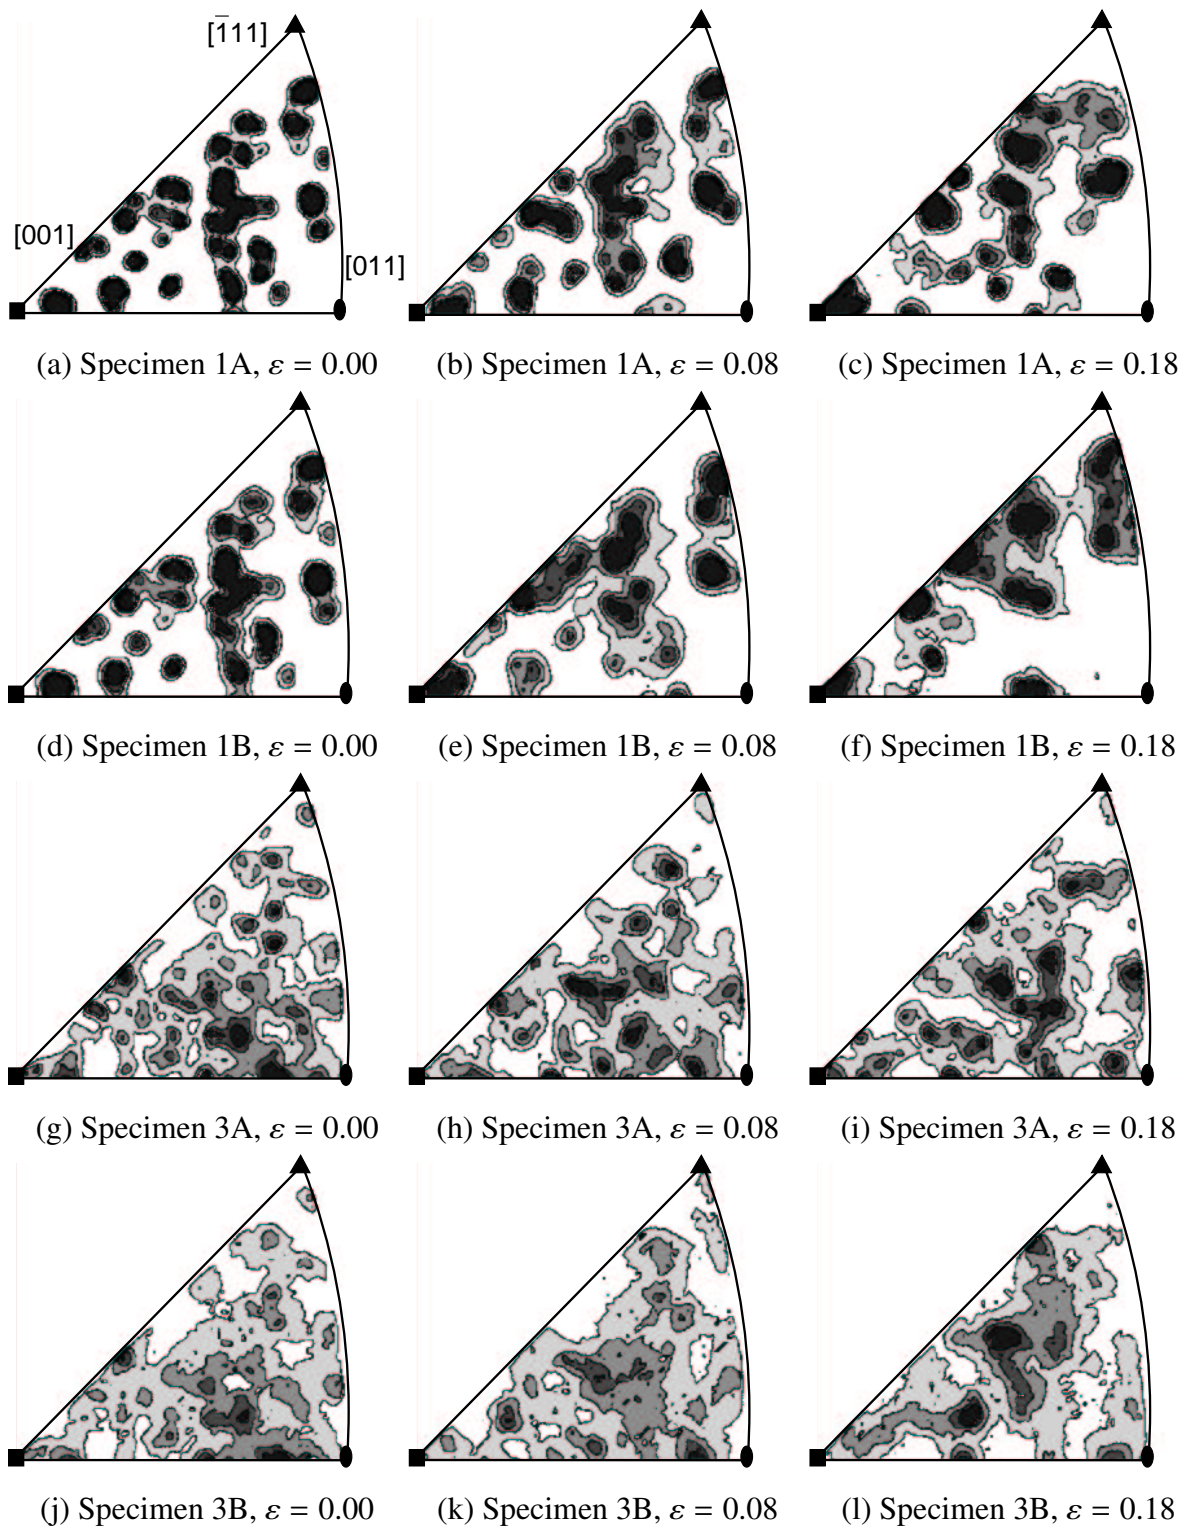 [1̅11]
[001]
[011]
(a) Specimen 1A, ε = 0.00
(b) Specimen 1A, ε = 0.08
(c) Specimen 1A, ε = 0.18
(d) Specimen 1B, ε = 0.00
(e) Specimen 1B, ε = 0.08
(f) Specimen 1B, ε = 0.18
(g) Specimen 3A, ε = 0.00
(h) Specimen 3A, ε = 0.08
(i) Specimen 3A, ε = 0.18
(j) Specimen 3B, ε = 0.00
(k) Specimen 3B, ε = 0.08
(l) Specimen 3B, ε = 0.18